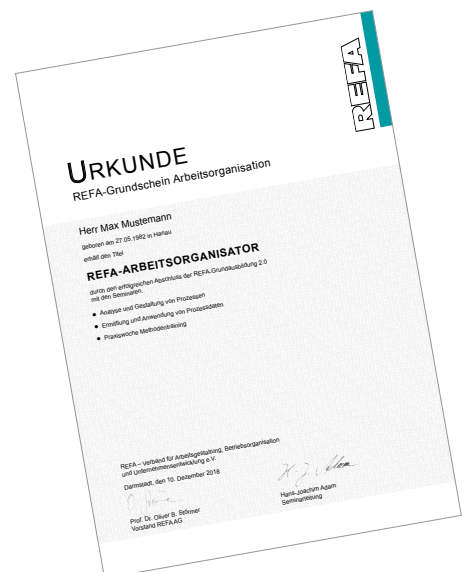 REFA
URKUNDE
REFA-Grundschein Arbeitsorganisation
Herr Max Mustemann
geboren am 27.05.1982 in Hanau
erhält den Titel
REFA-ARBEITSORGANISATOR
durch den erfolgreichen Abschluss der REFA-Grundausbildung 2.0
mit den Seminaren:
• Analyse und Gestaltung von Prozessen
• Ermittlung und Anwendung von Prozessdaten
• Praxiswoche Methodentraining
REFA – Verband für Arbeitsgestaltung, Betriebsorganisation
und Unternehmensentwicklung e.V.
Darmstadt, den 10. Dezember 2018
H. J. Adam
Prof. Dr. Oliver B. Störmer
Vorstand REFA AG
Hans-Joachim Adam
Seminarleitung